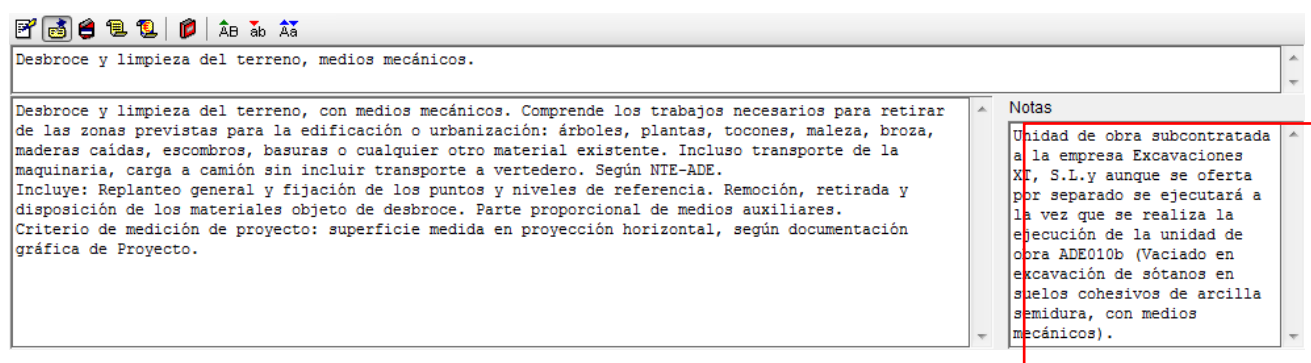 ÂB ãb Âã
Desbroce y limpieza del terreno, medios mecánicos.
Desbroce y limpieza del terreno, con medios mecánicos. Comprende los trabajos necesarios para retirar
de las zonas previstas para la edificación o urbanización: árboles, plantas, tocones, maleza, broza,
maderas caídas, escombros, basuras o cualquier otro material existente. Incluso transporte de la
maquinaria, carga a camión sin incluir transporte a vertedero. Según NTE-ADE.
Incluye: Replanteo general y fijación de los puntos y niveles de referencia. Remoción, retirada y
disposición de los materiales objeto de desbroce. Parte proporcional de medios auxiliares.
Criterio de medición de proyecto: superficie medida en proyección horizontal, según documentación
gráfica de Proyecto.
Notas
Unidad de obra subcontratada
a la empresa Excavaciones
XT, S.L.y aunque se oferta
por separado se ejecutará a
la vez que se realiza la
ejecución de la unidad de
obra ADE010b (Vaciado en
excavación de sótanos en
suelos cohesivos de arcilla
semidura, con medios
mecánicos).